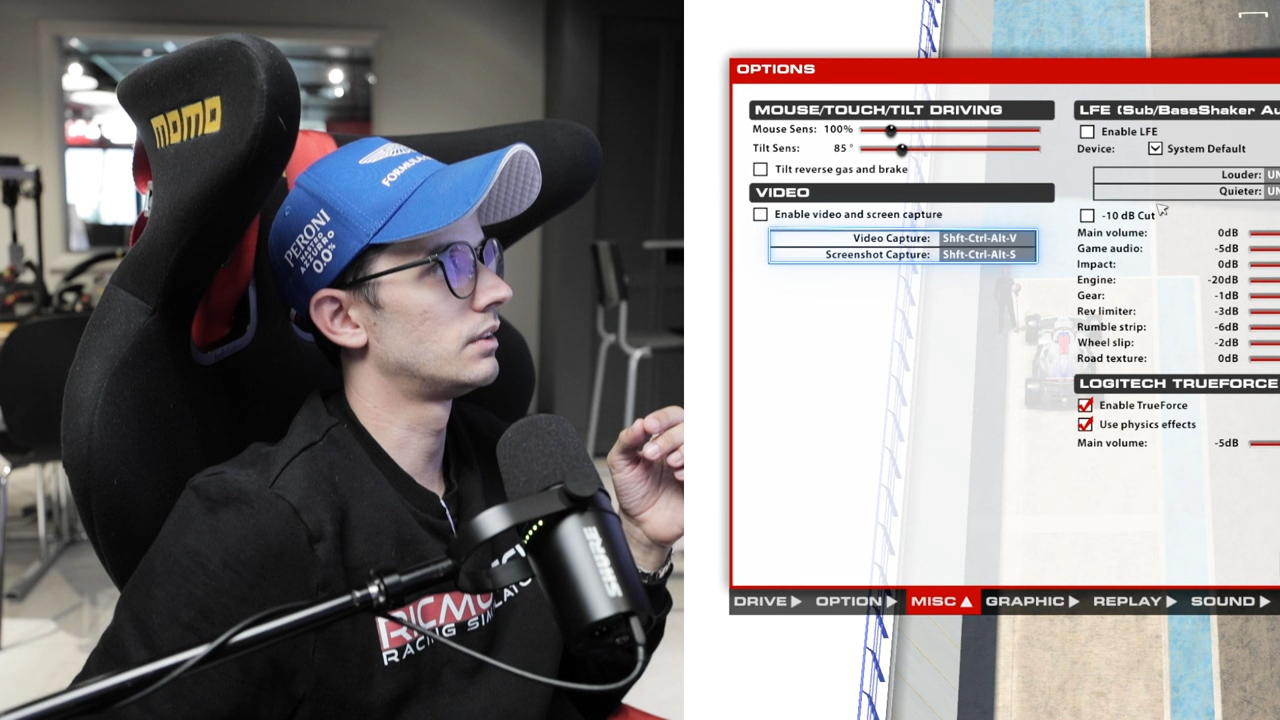 momo
FORMULA
PERONI
NASTRO
AZZURRO
0.0%
SHURE
RICMO
RACING SIM
OPTIONS
MOUSE/TOUCH/TILT DRIVING
Mouse Sens: 100%
Tilt Sens: 85 °
Tilt reverse gas and brake
VIDEO
Enable video and screen capture
Video Capture: Shft-Ctrl-Alt-V
Screenshot Capture: Shft-Ctrl-Alt-S
LFE (Sub/BassShaker Au
Enable LFE
Device: System Default
Louder: UN
Quieter: UN
-10 dB Cut
Main volume: 0dB
Game audio: -5dB
Impact: 0dB
Engine: -20dB
Gear: -1dB
Rev limiter: -3dB
Rumble strip: -6dB
Wheel slip: -2dB
Road texture: 0dB
LOGITECH TRUEFORCE
Enable TrueForce
Use physics effects
Main volume: -5dB
DRIVE OPTION MISC GRAPHIC REPLAY SOUND